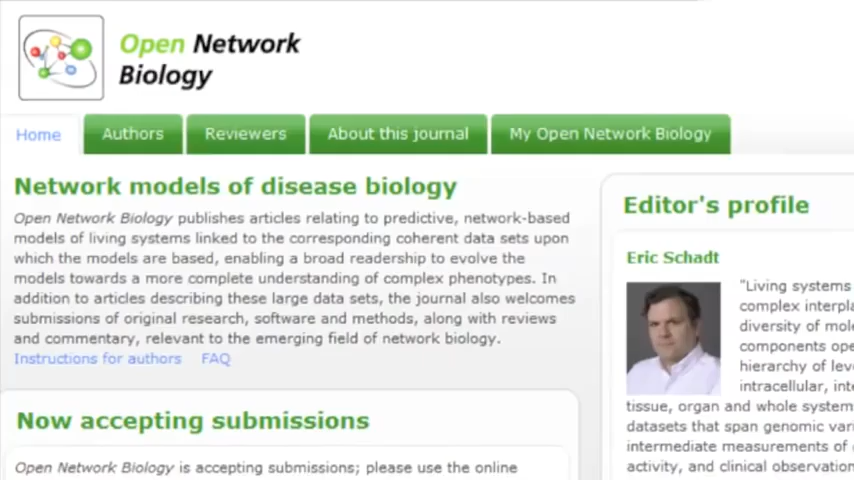 Open Network
Biology
Home
Authors
Reviewers
About this journal
My Open Network Biology
Network models of disease biology
Open Network Biology publishes articles relating to predictive, network-based
models of living systems linked to the corresponding coherent data sets upon
which the models are based, enabling a broad readership to evolve the
models towards a more complete understanding of complex phenotypes. In
addition to articles describing these large data sets, the journal also welcomes
submissions of original research, software and methods, along with reviews
and commentary, relevant to the emerging field of network biology.
Instructions for authors FAQ
Now accepting submissions
Open Network Biology is accepting submissions; please use the online
Editor's profile
Eric Schadt
"Living systems
complex interpla
diversity of mole
components ope
hierarchy of leve
intracellular, inte
tissue, organ and whole system
datasets that span genomic vari
intermediate measurements of
activity, and clinical observation